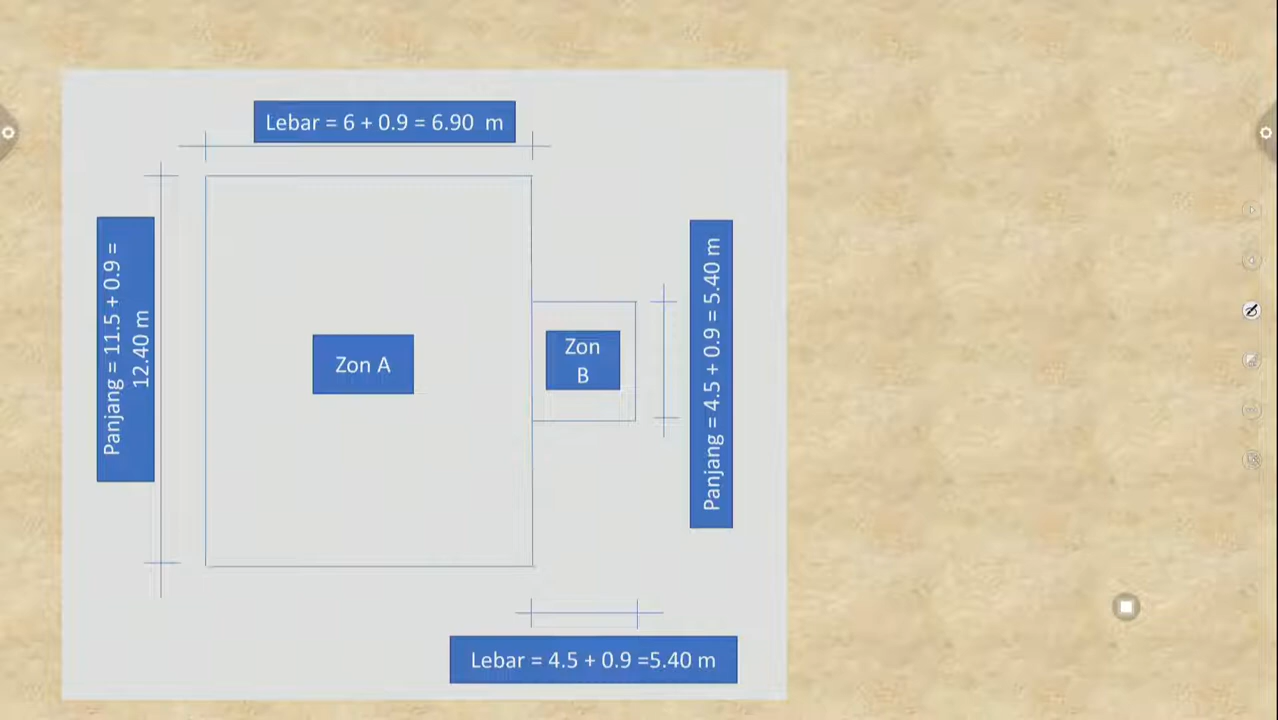 Lebar = 6 + 0.9 = 6.90 m
Panjang = 11.5 + 0.9 =
12.40 m
Zon A
Zon
B
Panjang = 4.5 + 0.9 = 5.40 m
Lebar = 4.5 + 0.9 =5.40 m